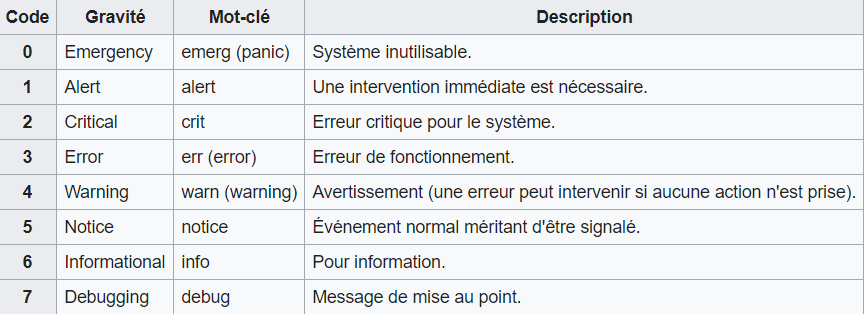 Code Gravité Mot-clé Description
0 Emergency emerg (panic) Système inutilisable.
1 Alert alert Une intervention immédiate est nécessaire.
2 Critical crit Erreur critique pour le système.
3 Error err (error) Erreur de fonctionnement.
4 Warning warn (warning) Avertissement (une erreur peut intervenir si aucune action n'est prise).
5 Notice notice Événement normal méritant d'être signalé.
6 Informational info Pour information.
7 Debugging debug Message de mise au point.